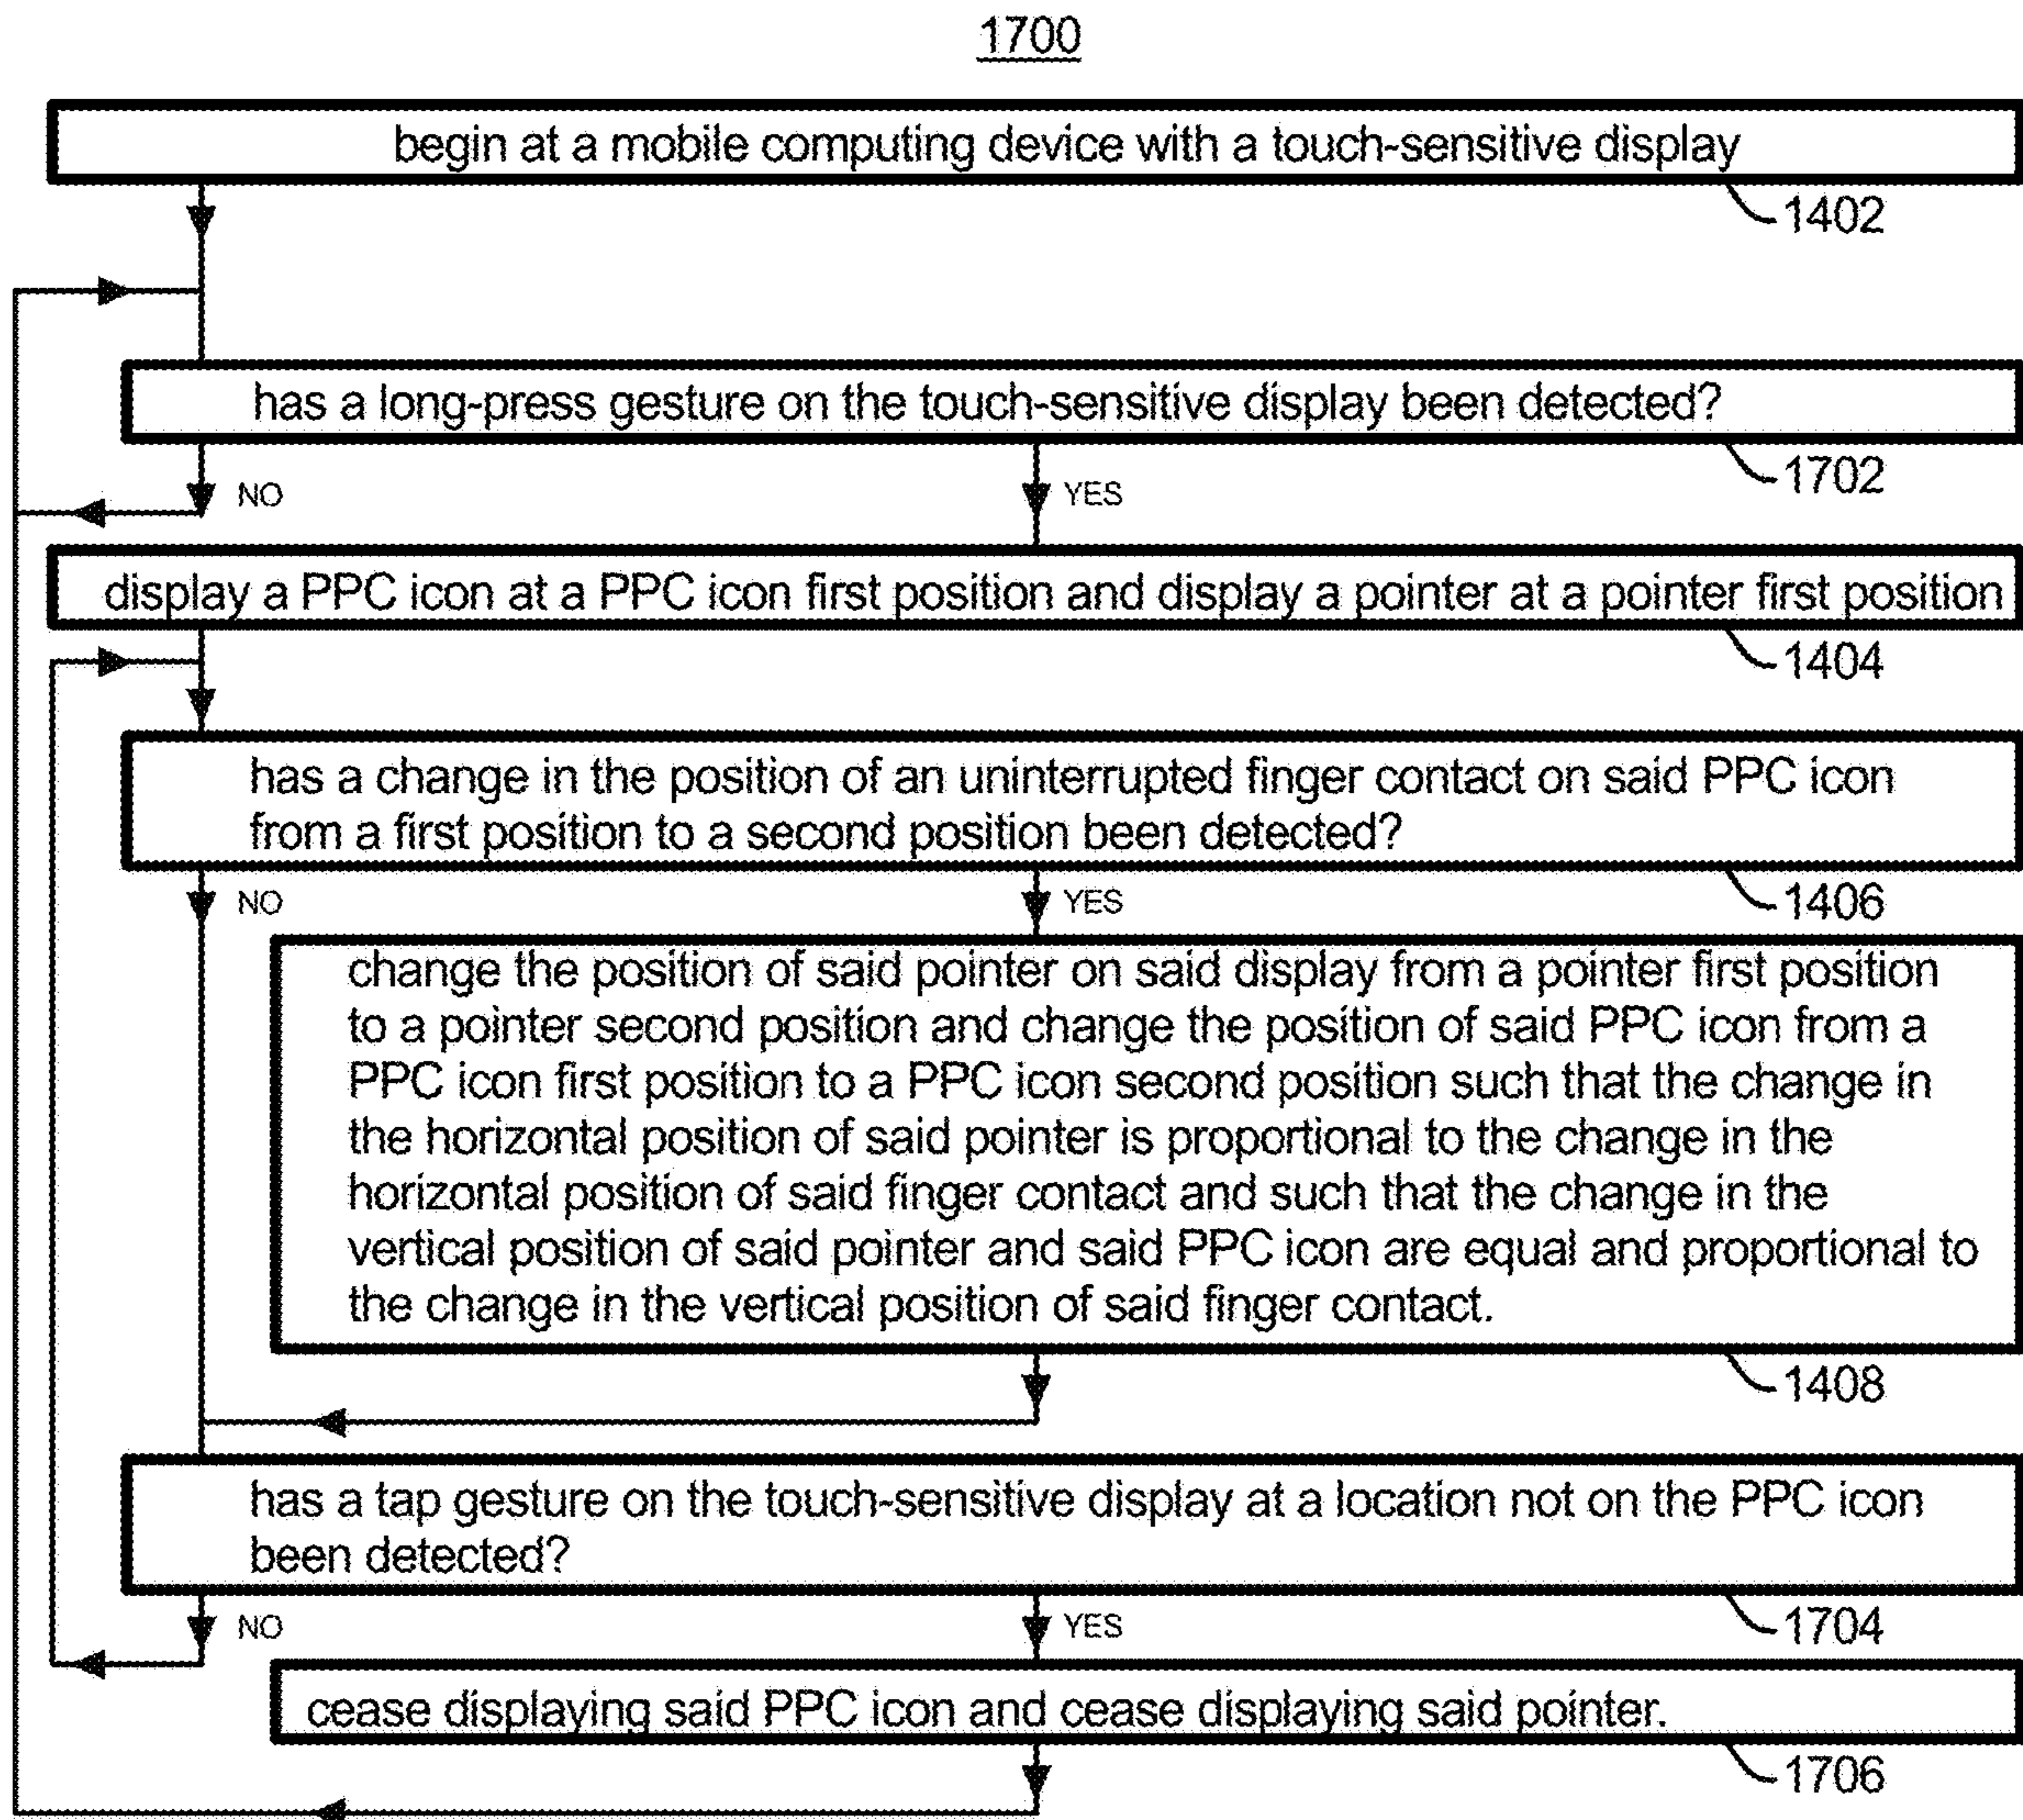 1700
begin at a mobile computing device with a touch-sensitive display
1402
has a long-press gesture on the touch-sensitive display been detected?
1702
NO
YES
display a PPC icon at a PPC icon first position and display a pointer at a pointer first position
1404
has a change in the position of an uninterrupted finger contact on said PPC icon
from a first position to a second position been detected?
1406
NO
YES
change the position of said pointer on said display from a pointer first position
to a pointer second position and change the position of said PPC icon from a
PPC icon first position to a PPC icon second position such that the change in
the horizontal position of said pointer is proportional to the change in the
horizontal position of said finger contact and such that the change in the
vertical position of said pointer and said PPC icon are equal and proportional to
the change in the vertical position of said finger contact.
1408
has a tap gesture on the touch-sensitive display at a location not on the PPC icon
been detected?
1704
NO
YES
cease displaying said PPC icon and cease displaying said pointer.
1706